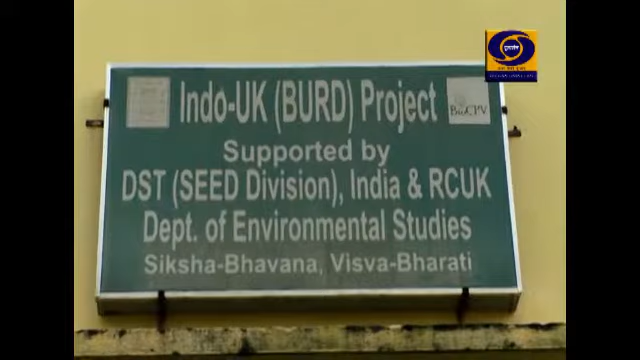 Indo-UK (BURD) Project
Supported by
DST (SEED Division), India & RCUK
Dept. of Environmental Studies
Siksha-Bhavana, Visva-Bharati